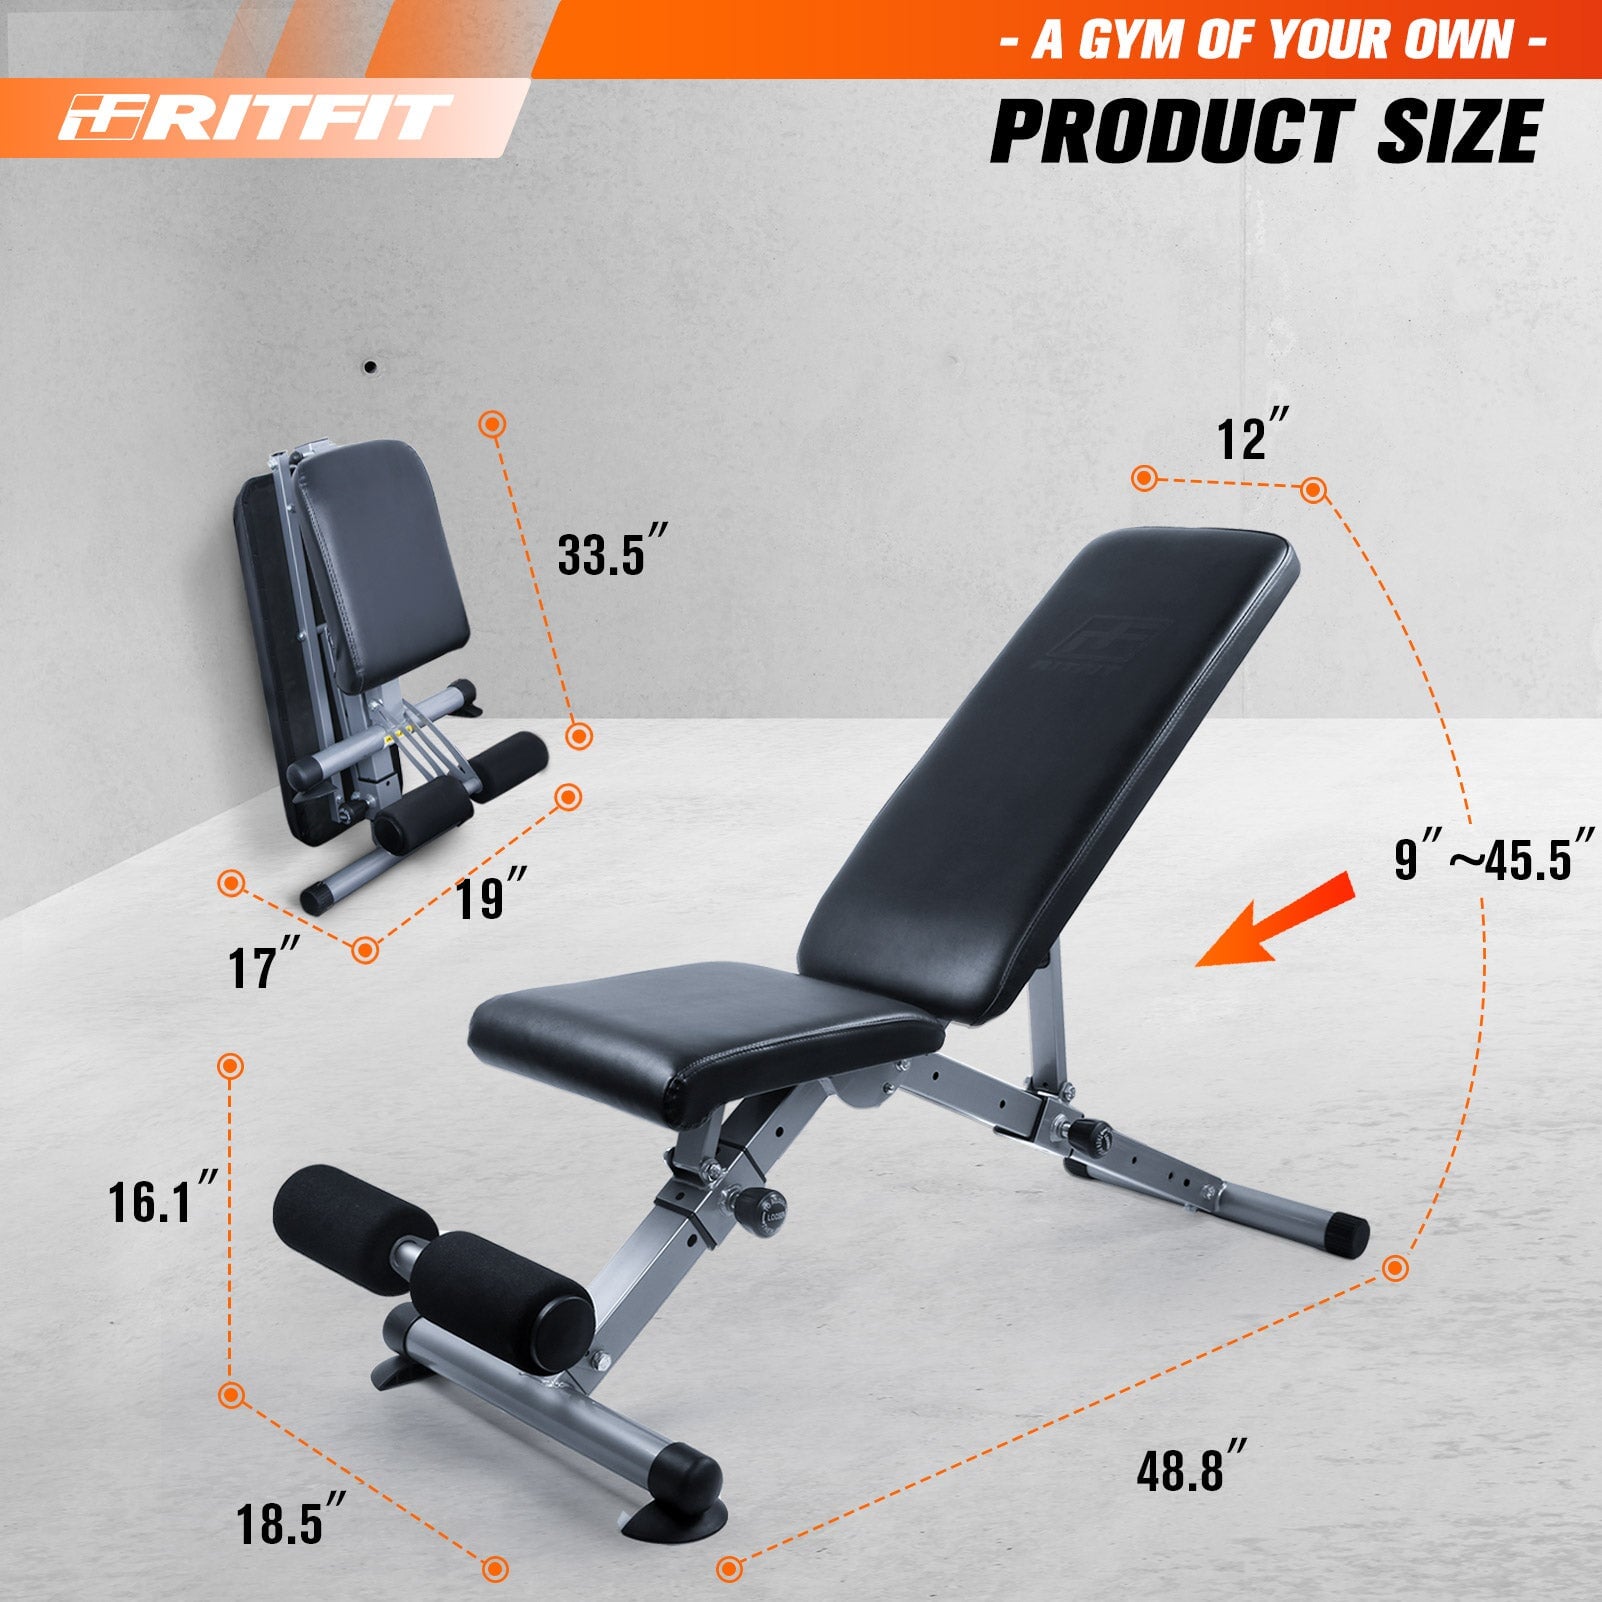 - A GYM OF YOUR OWN -
RITFIT
PRODUCT SIZE
12"
33.5"
RITFIT
9"~45.5"
19"
17"
16.1"
48.8"
18.5"